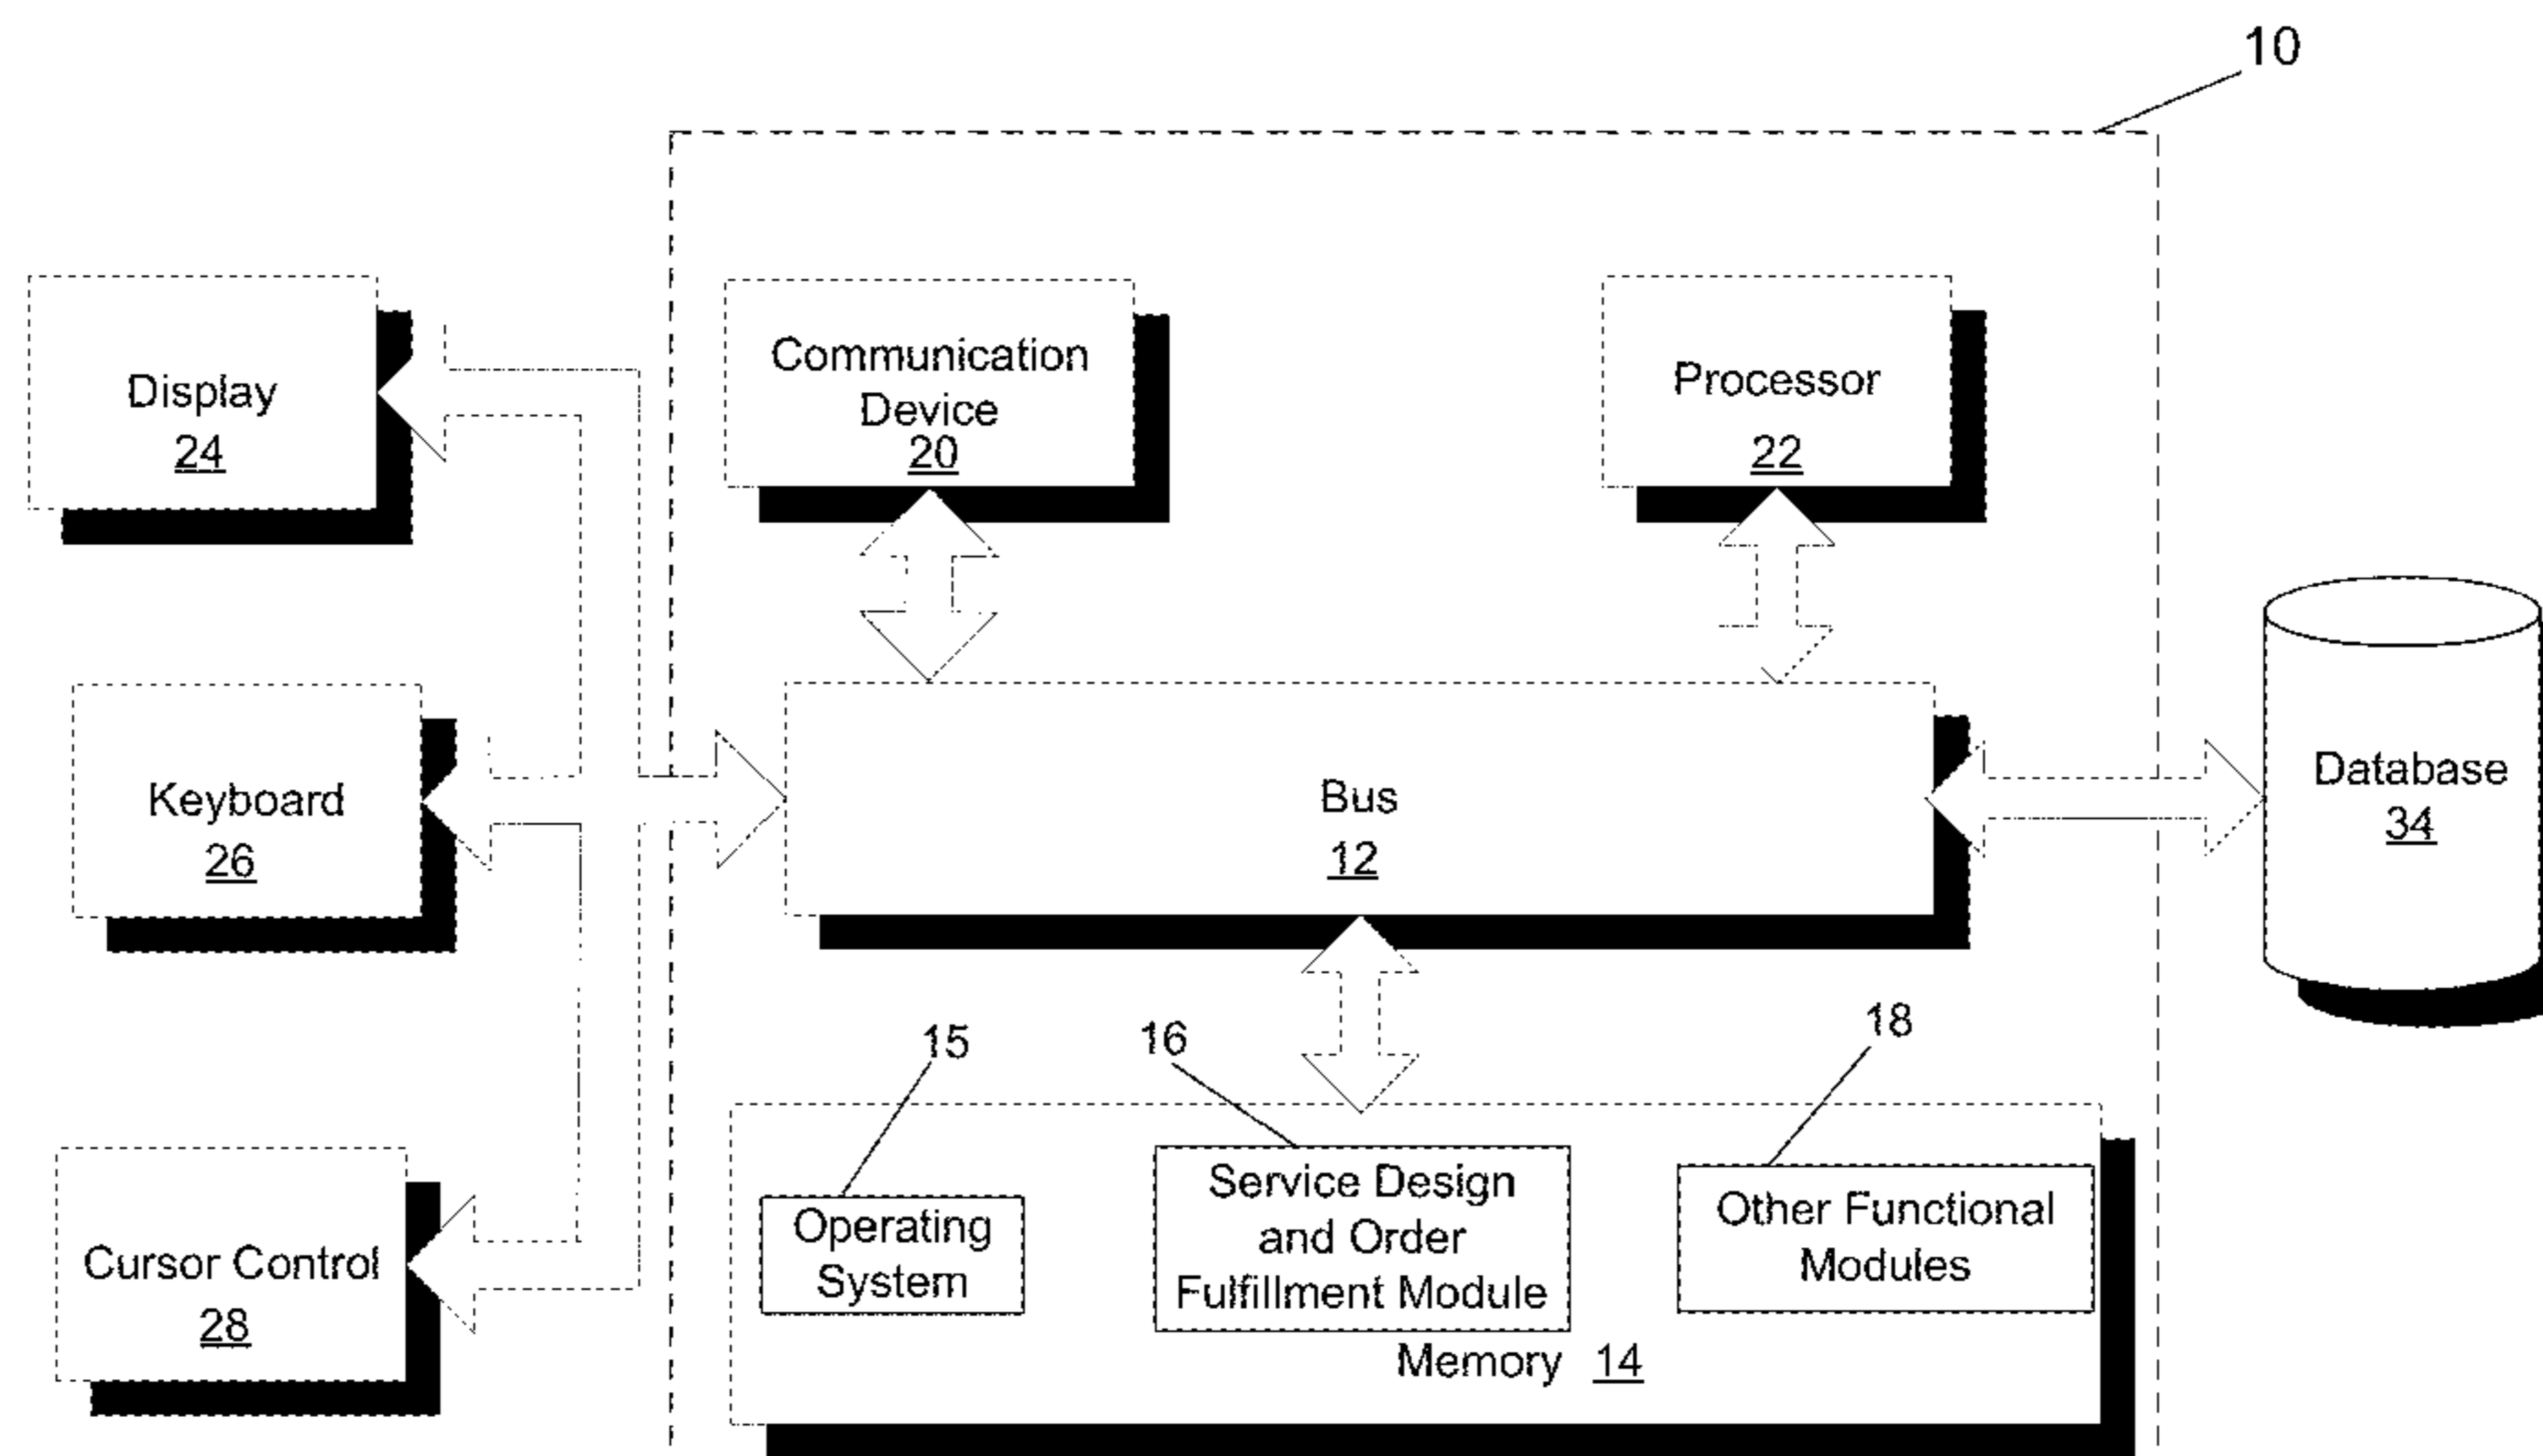 10
Display
24
Communication
Device
20
Processor
22
Keyboard
26
Bus
12
Database
34
15
16
18
Cursor Control
28
Operating
System
Service Design
and Order
Fulfillment Module
Other Functional
Modules
Memory 14